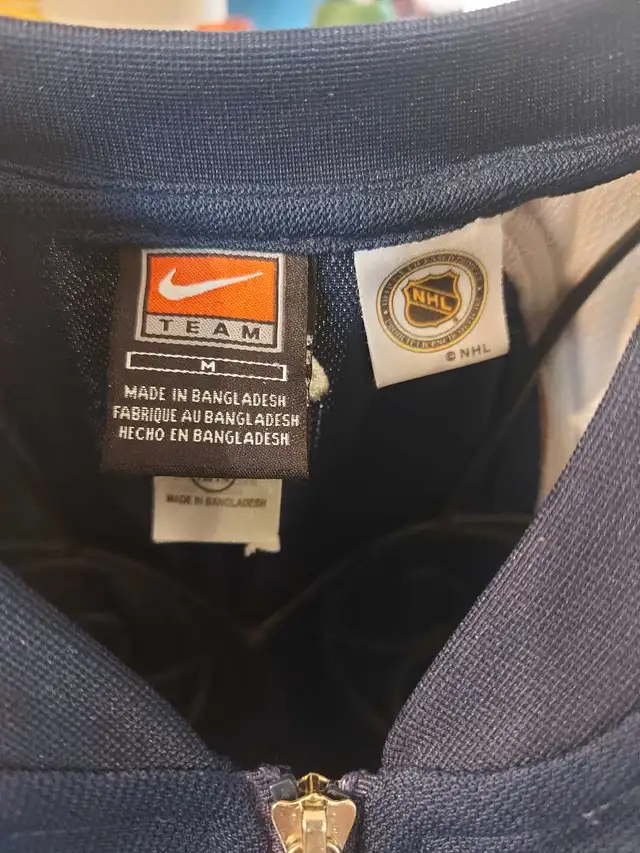 TEAM
M
MADE IN BANGLADESH
FABRIQUE AU BANGLADESH
HECHO EN BANGLADESH
MADE IN BANGLADESH
NHL
© NHL